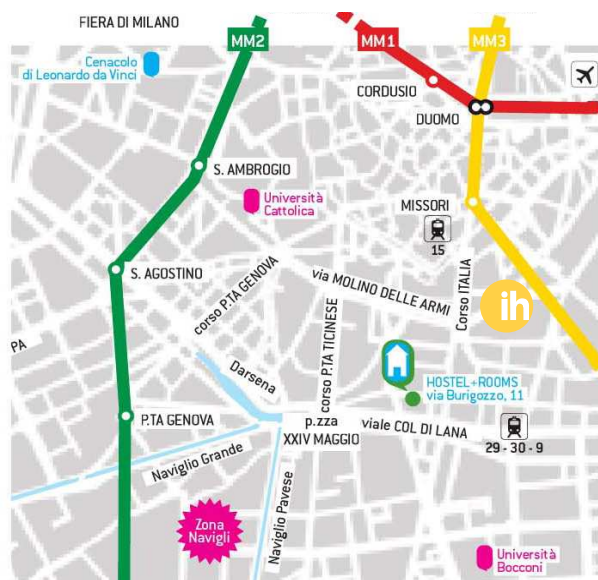 FIERA DI MILANO
MM2
MM1
MM3
Cenacolo
di Leonardo da Vinci
CORDUSIO
DUOMO
S. AMBROGIO
Università
Cattolica
MISSORI
15
S. AGOSTINO
corso P.TA GENOVA
via MOLINO DELLE ARMI
Corso ITALIA
ih
PA
Darsena
corso P.TA TICINESE
HOSTEL+ROOMS
via Burigozzo, 11
P.TA GENOVA
p.zza
XXIV MAGGIO
viale COL DI LANA
29 - 30 - 9
Naviglio Grande
Naviglio Pavese
Zona
Navigli
Università
Bocconi